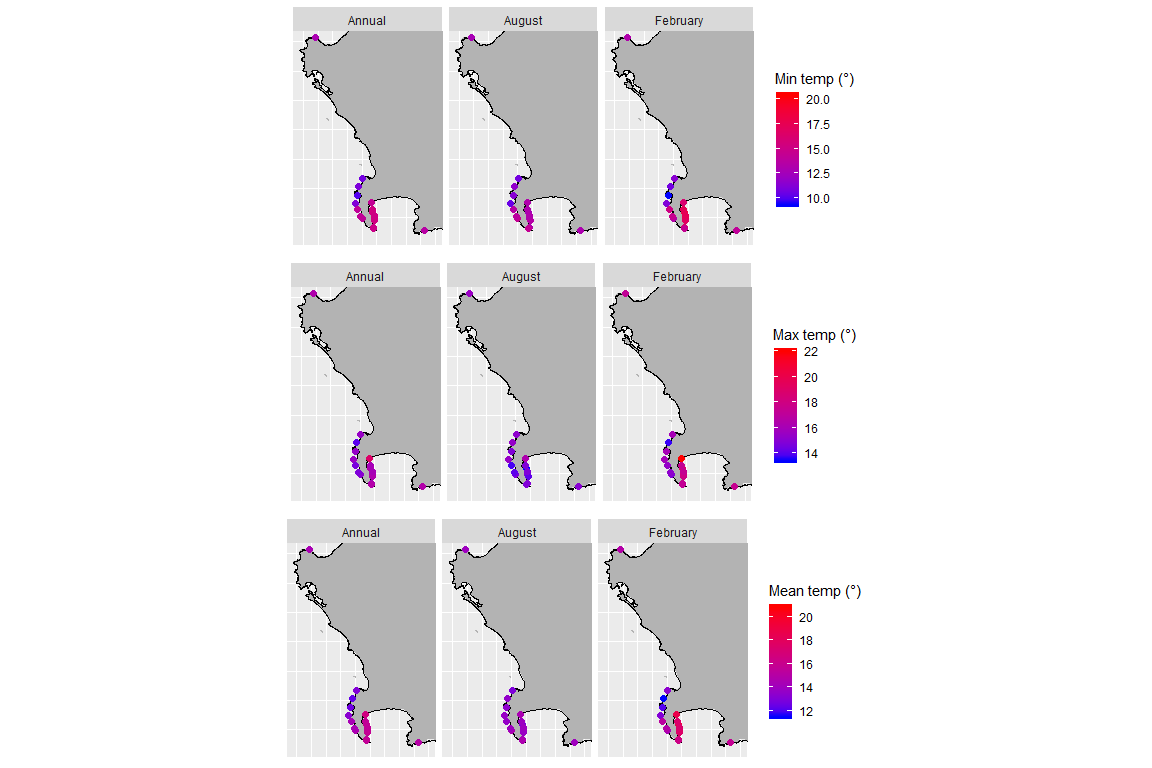 Annual August February
Min temp (°)
20.0
17.5
15.0
12.5
10.0
Annual August February
Max temp (°)
22
20
18
16
14
Annual August February
Mean temp (°)
20
18
16
14
12